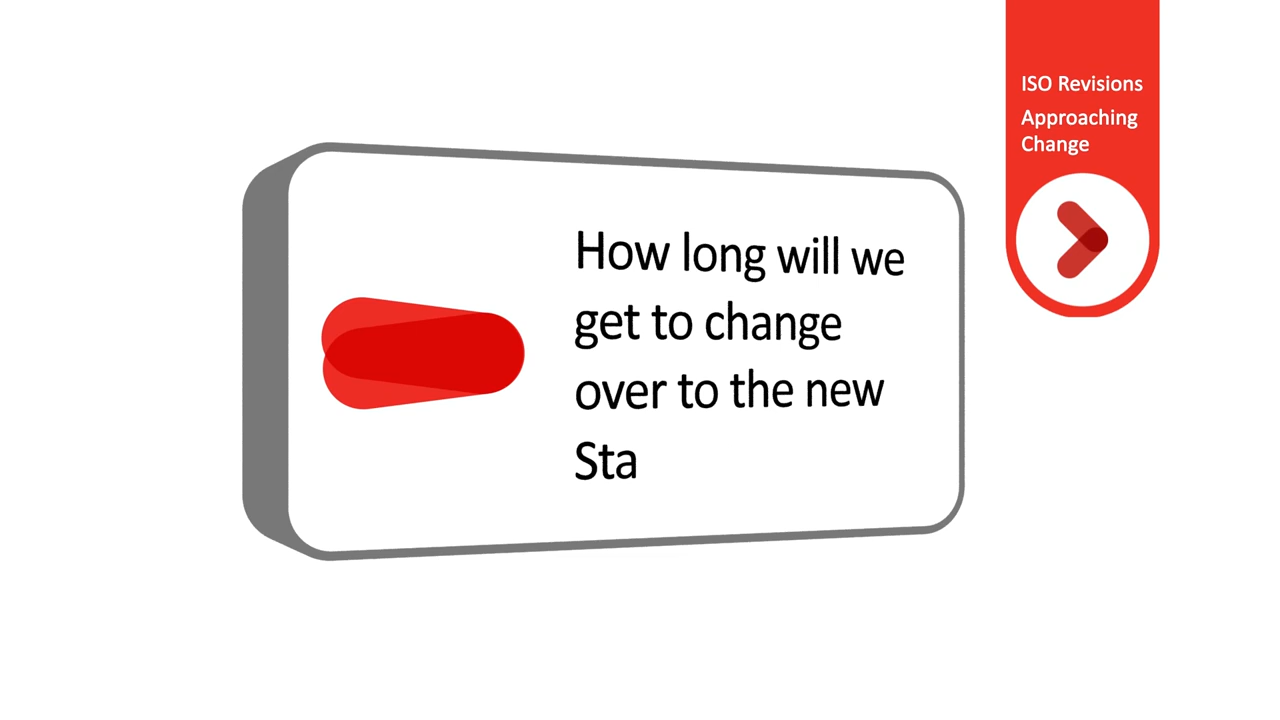 ISO Revisions
Approaching
Change
How long will we
get to change
over to the new
Sta